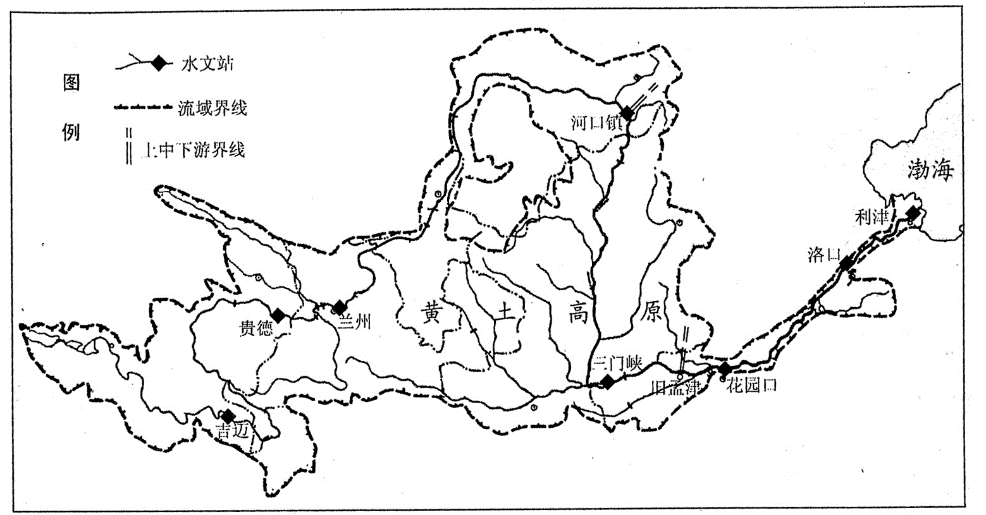 图例
水文站
流域界线
上中下游界线
河口镇
渤海
利津
洛口
贵德
兰州
黄土高原
三门峡
旧孟津
花园口
吉迈